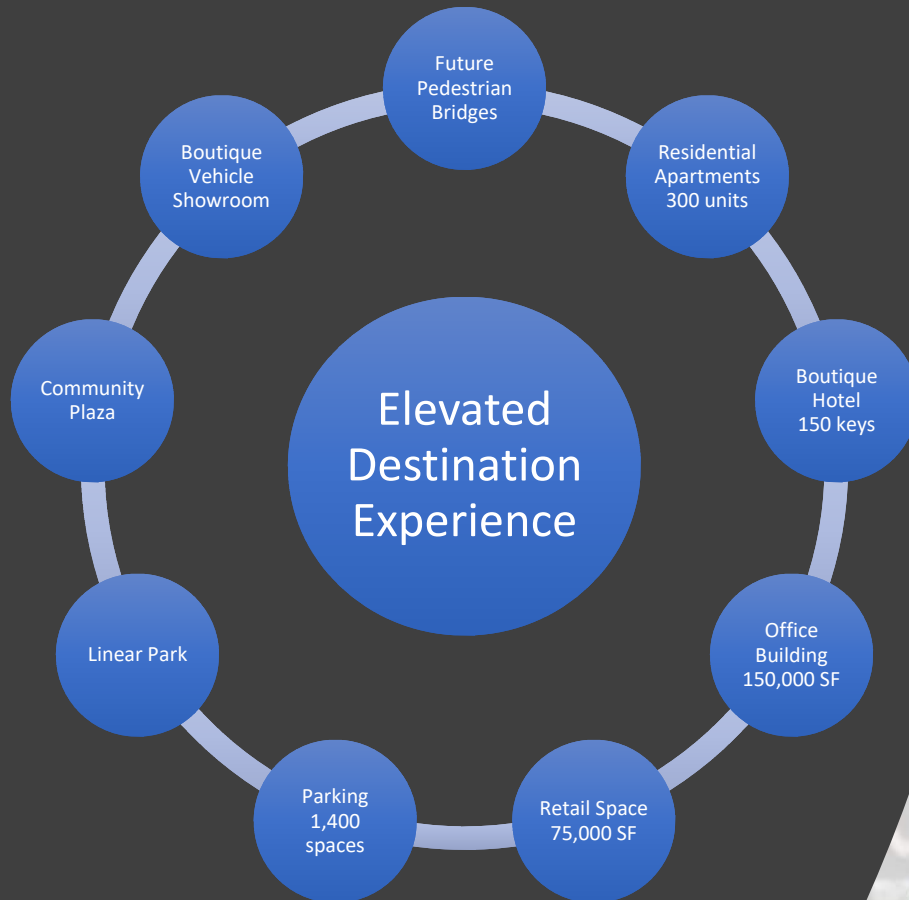 Future
Pedestrian
Bridges
Residential
Apartments
300 units
Boutique
Hotel
150 keys
Office
Building
150,000 SF
Retail Space
75,000 SF
Parking
1,400
spaces
Linear Park
Community
Plaza
Boutique
Vehicle
Showroom
Elevated
Destination
Experience